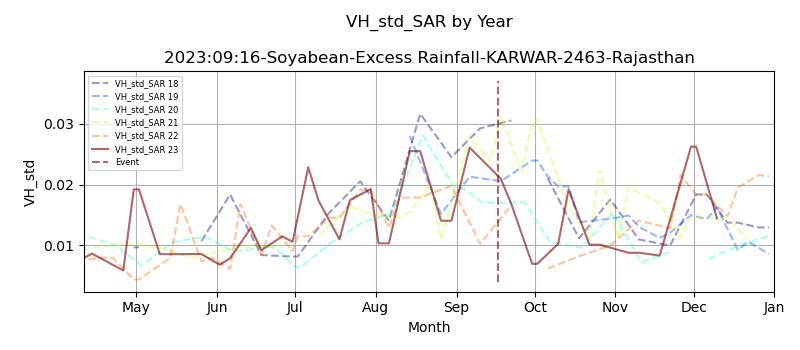 VH_std_SAR by Year
2023:09:16-Soyabean-Excess Rainfall-KARWAR-2463-Rajasthan
VH_std_SAR 18
VH_std_SAR 19
VH_std_SAR 20
VH_std_SAR 21
VH_std_SAR 22
VH_std_SAR 23
Event
VH_std
0.03
0.02
0.01
May Jun Jul Aug Sep Oct Nov Dec Jan
Month